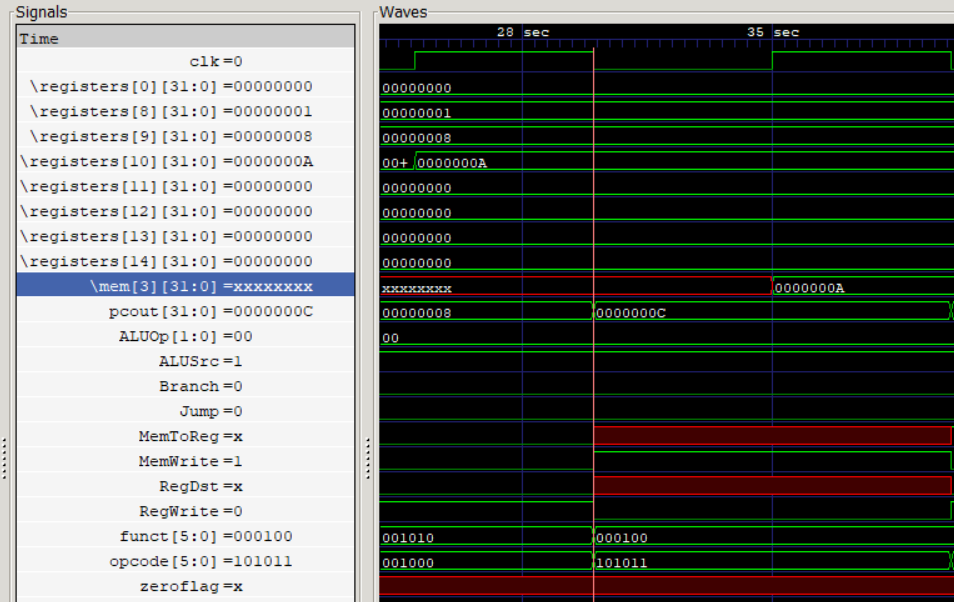 Signals
Waves
Time
28 sec
35 sec
clk=0
\registers[0][31:0]=00000000
00000000
\registers[8][31:0]=00000001
00000001
\registers[9][31:0]=00000008
00000008
\registers[10][31:0]=0000000A
00+ 0000000A
\registers[11][31:0]=00000000
00000000
\registers[12][31:0]=00000000
00000000
\registers[13][31:0]=00000000
00000000
\registers[14][31:0]=00000000
00000000
\mem[3][31:0]=xxxxxxxx
xxxxxxxx 0000000A
pcout[31:0]=0000000C
00000008 0000000C
ALUOp[1:0]=00
00
ALUSrc=1
Branch=0
Jump=0
MemToReg=x
MemWrite=1
RegDst=x
RegWrite=0
funct[5:0]=000100
001010 000100
opcode[5:0]=101011
001000 101011
zeroflag=x